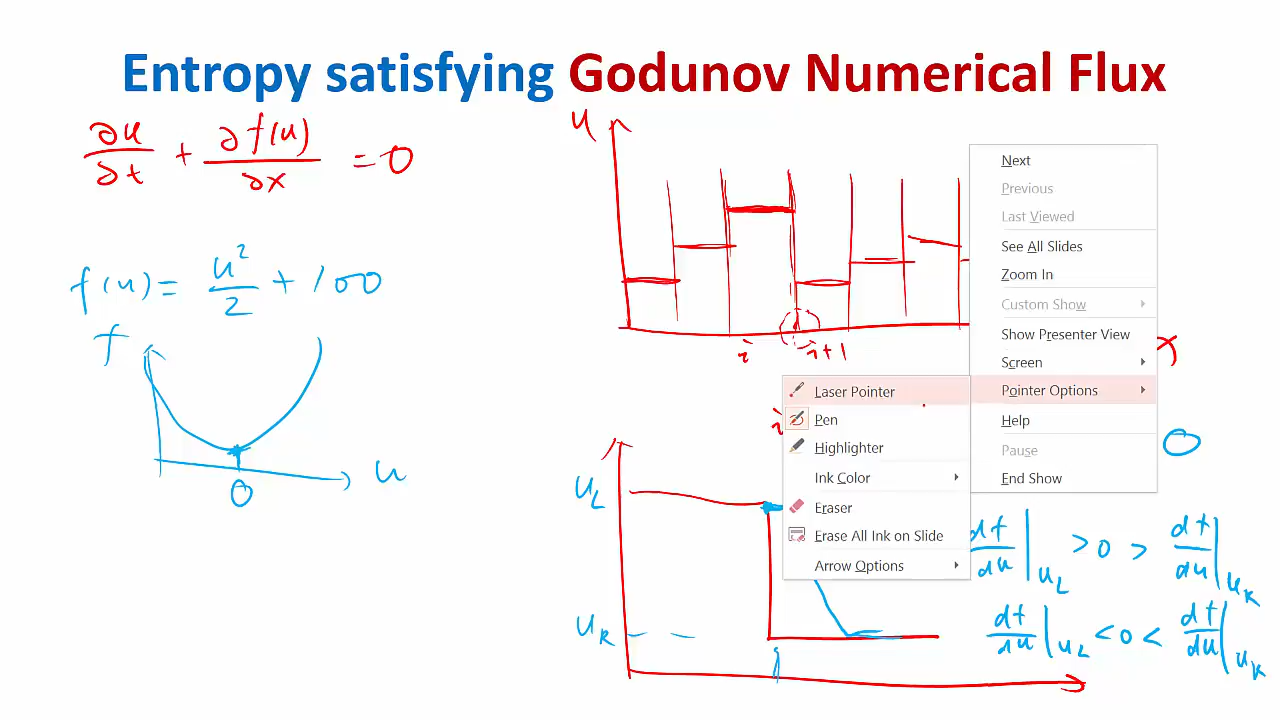 Entropy satisfying Godunov Numerical Flux
∂u/∂t + ∂f(u)/∂x = 0
f(u) = u²/2 + 100
f
u
0
u
i
i+1
x
Next
Previous
Last Viewed
See All Slides
Zoom In
Custom Show
Show Presenter View
Screen
Pointer Options
Help
Pause
End Show
Laser Pointer
Pen
Highlighter
Ink Color
Eraser
Erase All Ink on Slide
Arrow Options
i
0
u_L
u_R
df/du|u_L > 0 > df/du|u_R
df/du|u_L < 0 < df/du|u_R